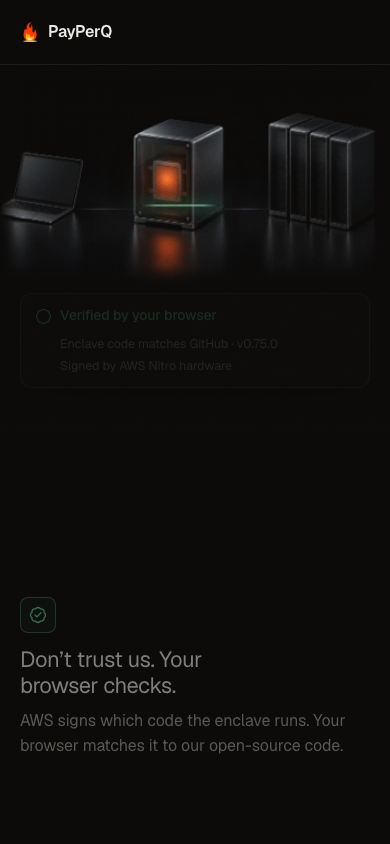 PayPerQ
Verified by your browser
Enclave code matches GitHub · v0.75.0
Signed by AWS Nitro hardware
Don’t trust us. Your
browser checks.
AWS signs which code the enclave runs. Your
browser matches it to our open-source code.